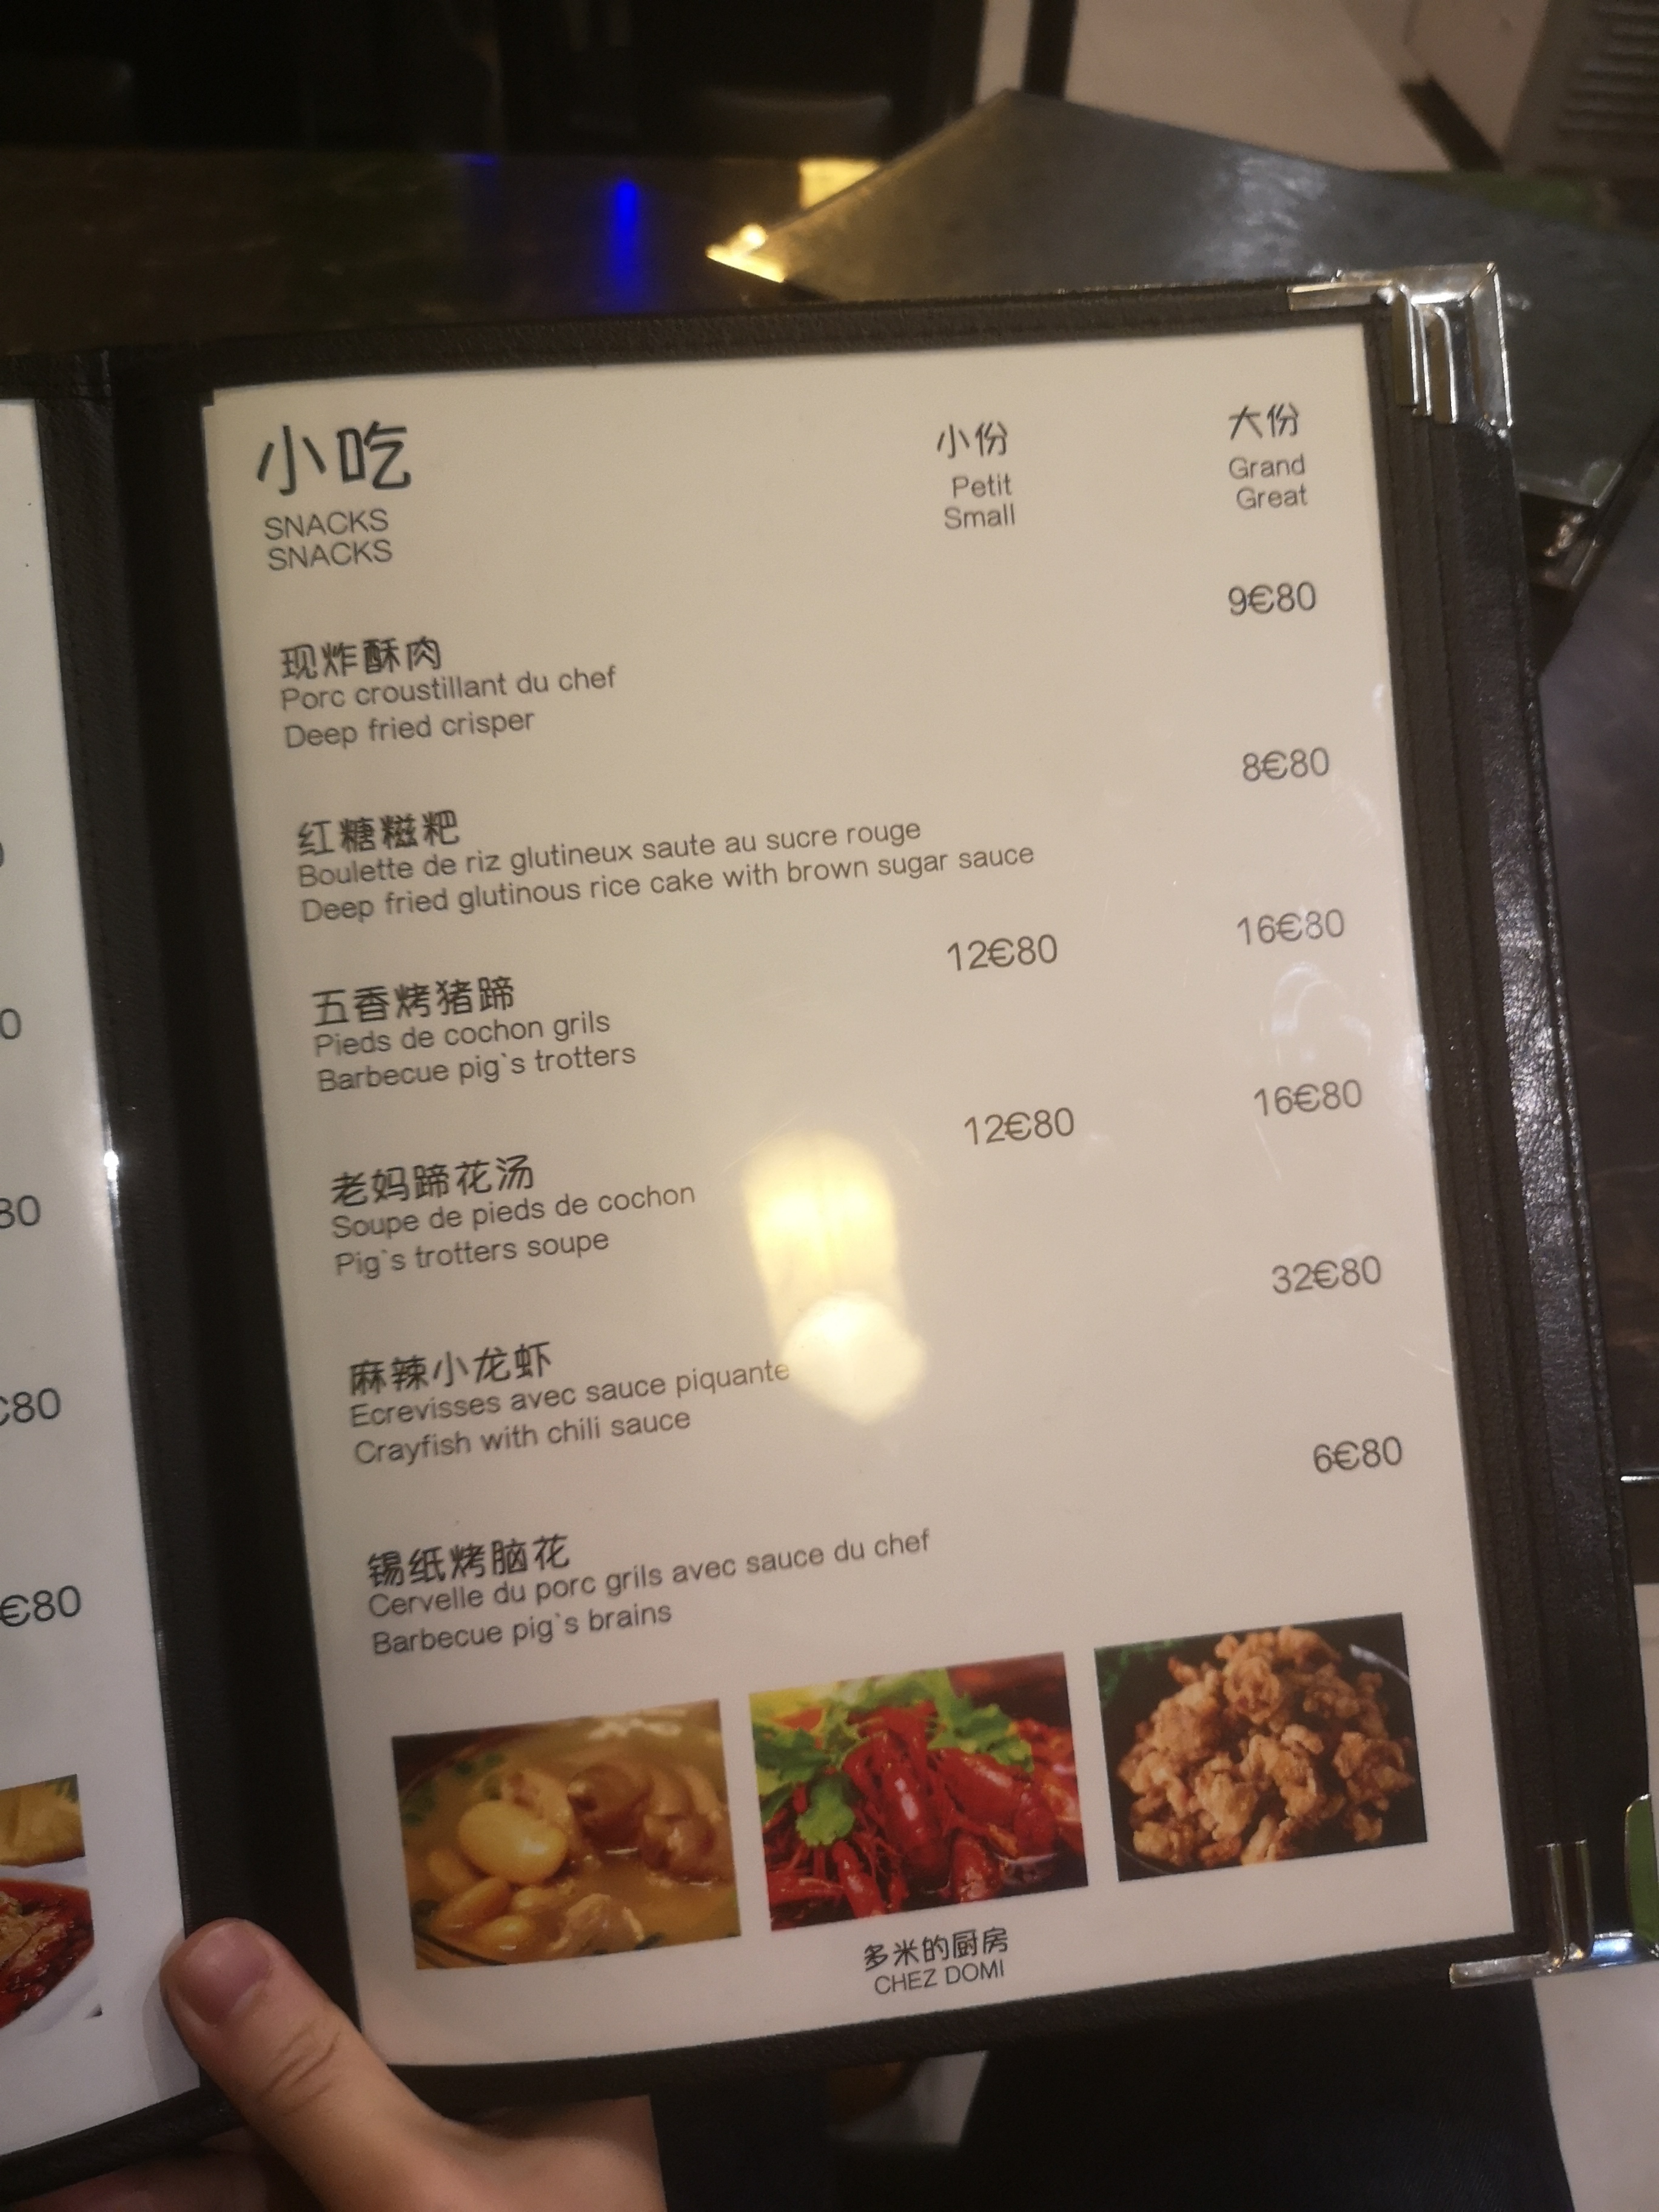 小吃
SNACKS
SNACKS
小份
Petit
Small
大份
Grand
Great
现炸酥肉
Porc croustillant du chef
Deep fried crisper
9€80
红糖糍粑
Boulette de riz glutineux saute au sucre rouge
Deep fried glutinous rice cake with brown sugar sauce
8€80
五香烤猪蹄
Pieds de cochon grils
Barbecue pig`s trotters
12€80
16€80
老妈蹄花汤
Soupe de pieds de cochon
Pig`s trotters soupe
12€80
16€80
麻辣小龙虾
Ecrevisses avec sauce piquante
Crayfish with chili sauce
32€80
锡纸烤脑花
Cervelle du porc grils avec sauce du chef
Barbecue pig`s brains
6€80
多米的厨房
CHEZ DOMI